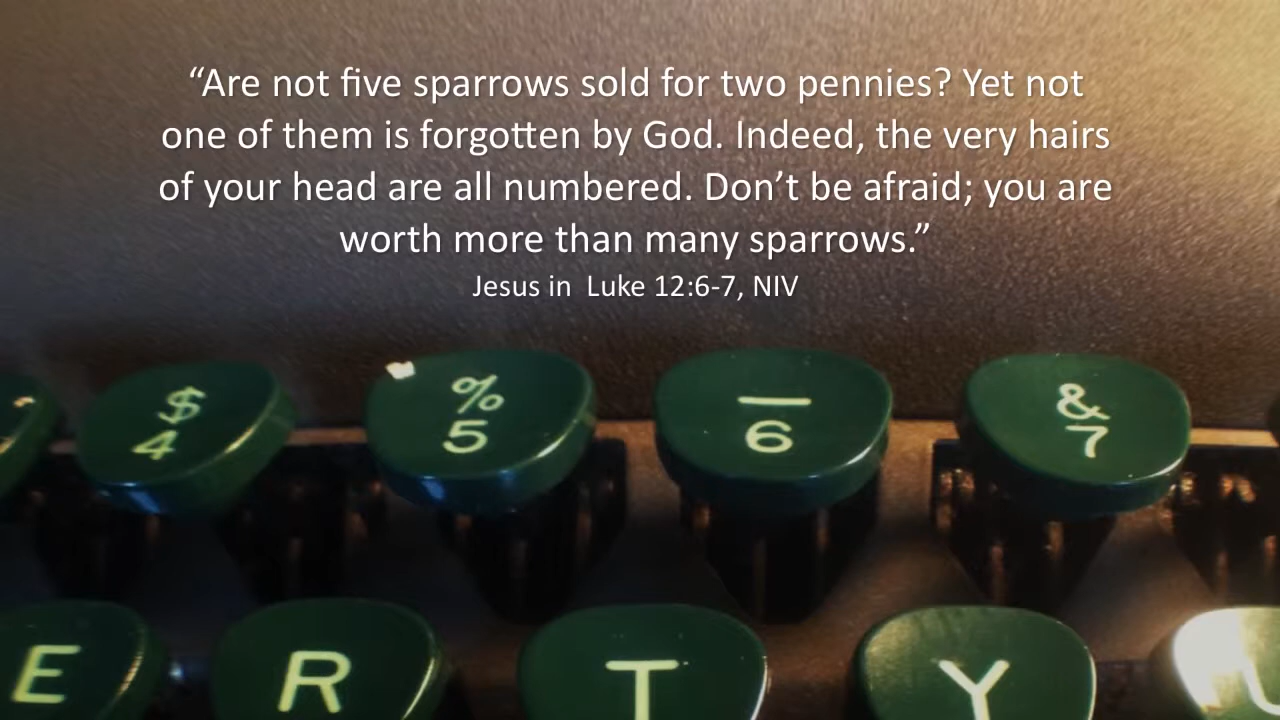 “Are not five sparrows sold for two pennies? Yet not
one of them is forgotten by God. Indeed, the very hairs
of your head are all numbered. Don’t be afraid; you are
worth more than many sparrows.”
Jesus in  Luke 12:6-7, NIV
$ % — &
4 5 6 7
E R T Y U